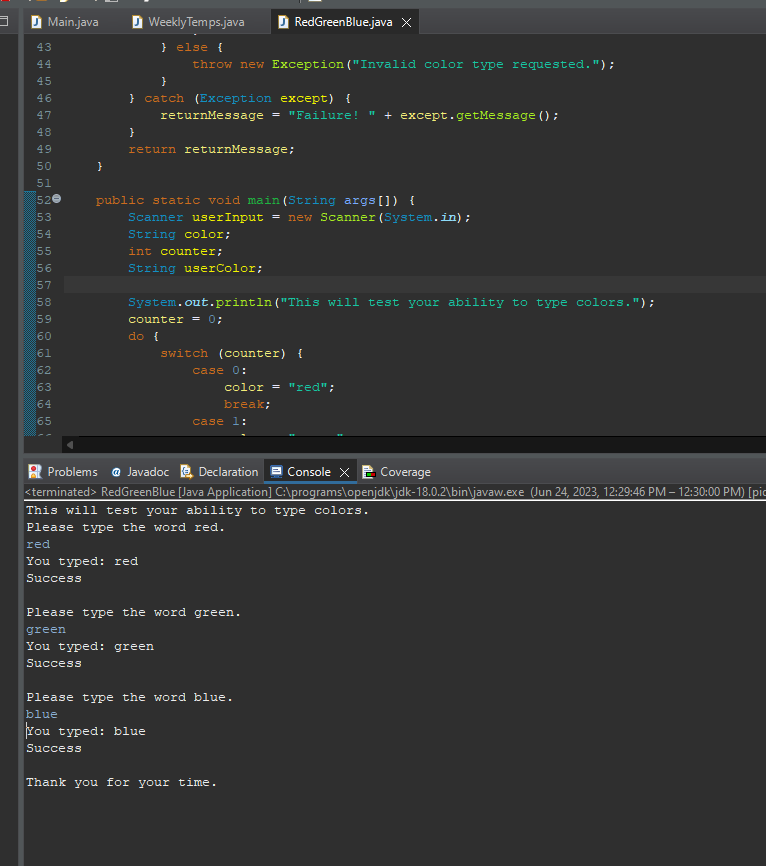 Main.java WeeklyTemps.java RedGreenBlue.java
43 } else {
44 throw new Exception("Invalid color type requested.");
45 }
46 } catch (Exception except) {
47 returnMessage = "Failure! " + except.getMessage();
48 }
49 return returnMessage;
50 }
51
52 public static void main(String args[]) {
53 Scanner userInput = new Scanner(System.in);
54 String color;
55 int counter;
56 String userColor;
57
58 System.out.println("This will test your ability to type colors.");
59 counter = 0;
60 do {
61 switch (counter) {
62 case 0:
63 color = "red";
64 break;
65 case 1:
Problems Javadoc Declaration Console Coverage
<terminated> RedGreenBlue [Java Application] C:\programs\openjdk\jdk-18.0.2\bin\javaw.exe (Jun 24, 2023, 12:29:46 PM – 12:30:00 PM) [pid
This will test your ability to type colors.
Please type the word red.
red
You typed: red
Success
Please type the word green.
green
You typed: green
Success
Please type the word blue.
blue
You typed: blue
Success
Thank you for your time.